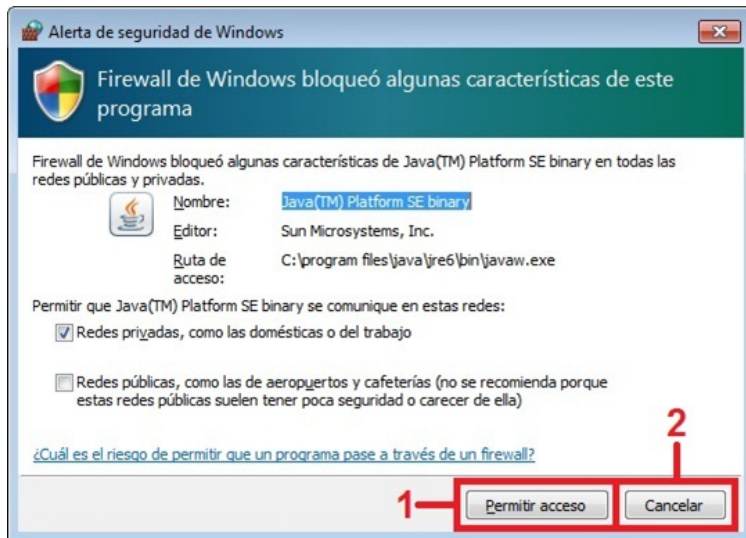 Alerta de seguridad de Windows
Firewall de Windows bloqueó algunas características de este
programa
Firewall de Windows bloqueó algunas características de Java(TM) Platform SE binary en todas las
redes públicas y privadas.
Nombre: Java(TM) Platform SE binary
Editor: Sun Microsystems, Inc.
Ruta de C:\program files\java\jre6\bin\javaw.exe
acceso:
Permitir que Java(TM) Platform SE binary se comunique en estas redes:
Redes privadas, como las domésticas o del trabajo
Redes públicas, como las de aeropuertos y cafeterías (no se recomienda porque
estas redes públicas suelen tener poca seguridad o carecer de ella)
¿Cuál es el riesgo de permitir que un programa pase a través de un firewall?
2
1 Permitir acceso Cancelar